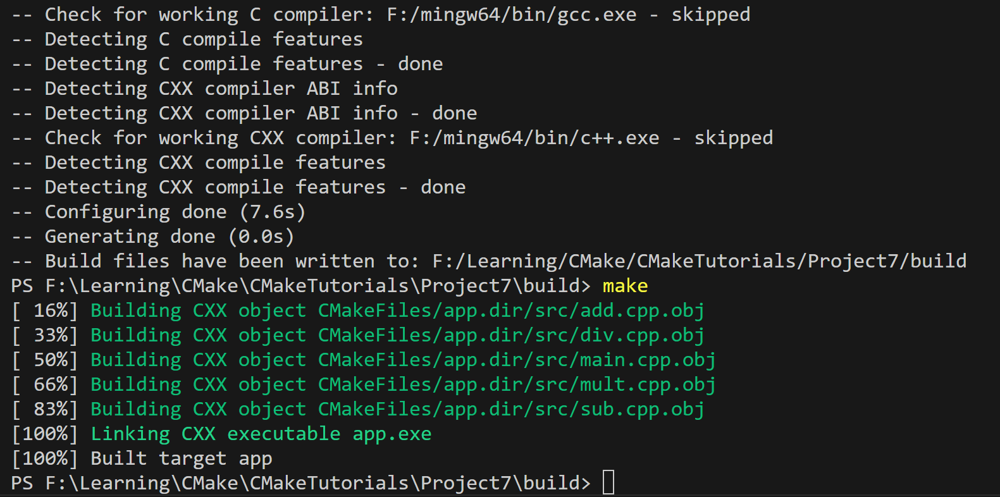 -- Check for working C compiler: F:/mingw64/bin/gcc.exe - skipped
-- Detecting C compile features
-- Detecting C compile features - done
-- Detecting CXX compiler ABI info
-- Detecting CXX compiler ABI info - done
-- Check for working CXX compiler: F:/mingw64/bin/c++.exe - skipped
-- Detecting CXX compile features
-- Detecting CXX compile features - done
-- Configuring done (7.6s)
-- Generating done (0.0s)
-- Build files have been written to: F:/Learning/CMake/CMakeTutorials/Project7/build
PS F:\Learning\CMake\CMakeTutorials\Project7\build> make
[ 16%] Building CXX object CMakeFiles/app.dir/src/add.cpp.obj
[ 33%] Building CXX object CMakeFiles/app.dir/src/div.cpp.obj
[ 50%] Building CXX object CMakeFiles/app.dir/src/main.cpp.obj
[ 66%] Building CXX object CMakeFiles/app.dir/src/mult.cpp.obj
[ 83%] Building CXX object CMakeFiles/app.dir/src/sub.cpp.obj
[100%] Linking CXX executable app.exe
[100%] Built target app
PS F:\Learning\CMake\CMakeTutorials\Project7\build>